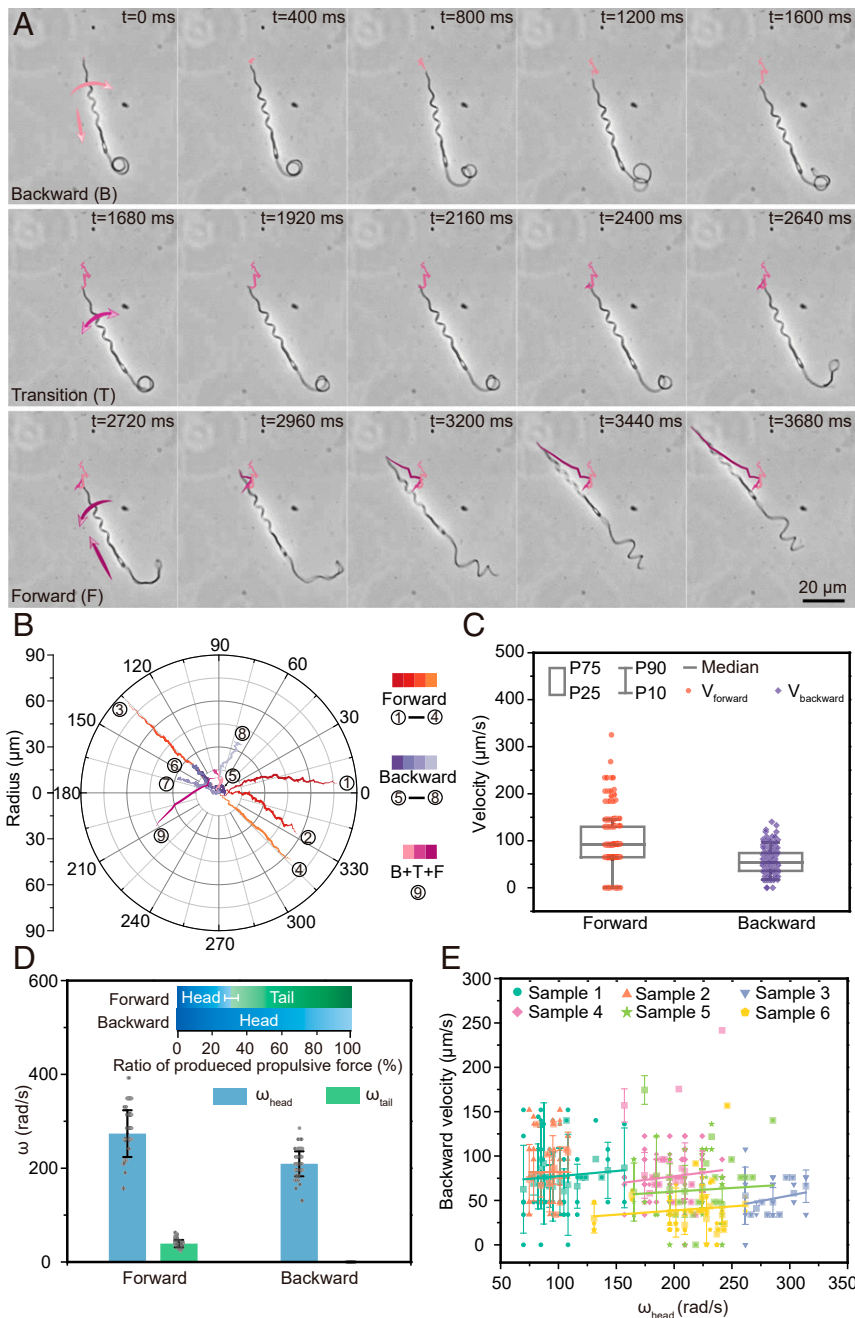 A
t=0 ms
t=400 ms
t=800 ms
t=1200 ms
t=1600 ms
Backward (B)
t=1680 ms
t=1920 ms
t=2160 ms
t=2400 ms
t=2640 ms
Transition (T)
t=2720 ms
t=2960 ms
t=3200 ms
t=3440 ms
t=3680 ms
Forward (F)
20 μm
B
Radius (μm)
90
60
30
0
30
60
90
90
60
30
0
330
300
270
240
210
180
150
120
①
②
③
④
⑤
⑥
⑦
⑧
⑨
Forward
①—④
Backward
⑤—⑧
B+T+F
⑨
C
Velocity (μm/s)
500
400
300
200
100
0
P75
P25
P90
P10
Median
Vforward
Vbackward
Forward
Backward
D
ω (rad/s)
600
400
200
0
Forward
Head
Tail
Backward
Head
0 20 40 60 80 100
Ratio of produeced propulsive force (%)
ωhead
ωtail
Forward
Backward
E
Backward velocity (μm/s)
300
250
200
150
100
50
0
Sample 1
Sample 2
Sample 3
Sample 4
Sample 5
Sample 6
50 100 150 200 250 300 350
ωhead (rad/s)